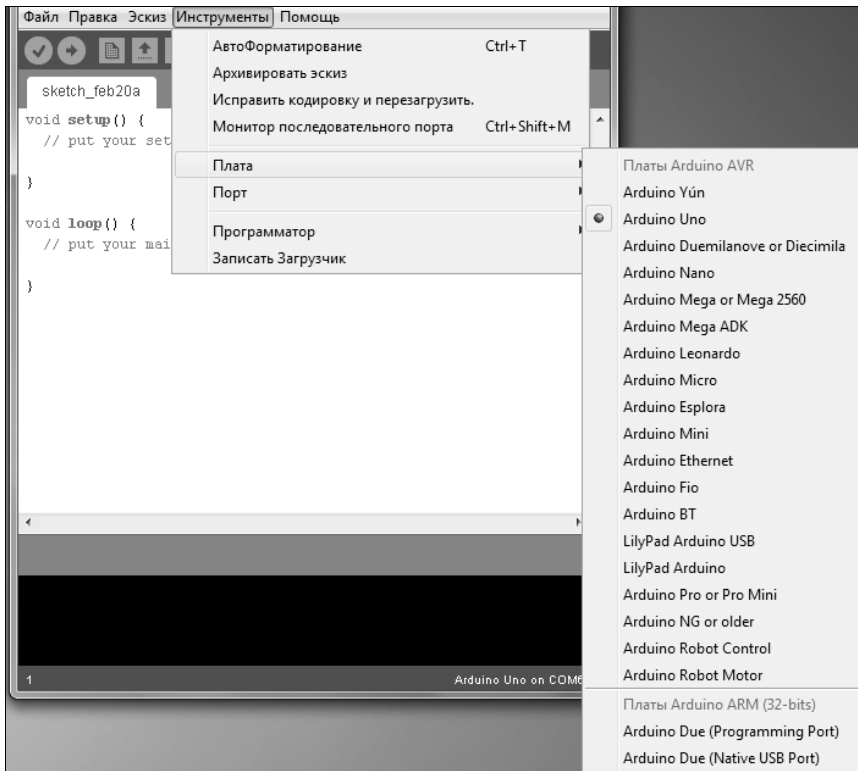 Файл Правка Эскиз Инструменты Помощь
АвтоФорматирование Ctrl+T
Архивировать эскиз
Исправить кодировку и перезагрузить.
Монитор последовательного порта Ctrl+Shift+M
Плата
Порт
Программатор
Записать Загрузчик
sketch_feb20a
void setup() {
// put your set
}
void loop() {
// put your mai
}
Платы Arduino AVR
Arduino Yún
Arduino Uno
Arduino Duemilanove or Diecimila
Arduino Nano
Arduino Mega or Mega 2560
Arduino Mega ADK
Arduino Leonardo
Arduino Micro
Arduino Esplora
Arduino Mini
Arduino Ethernet
Arduino Fio
Arduino BT
LilyPad Arduino USB
LilyPad Arduino
Arduino Pro or Pro Mini
Arduino NG or older
Arduino Robot Control
Arduino Robot Motor
Платы Arduino ARM (32-bits)
Arduino Due (Programming Port)
Arduino Due (Native USB Port)
1 Arduino Uno on COM6